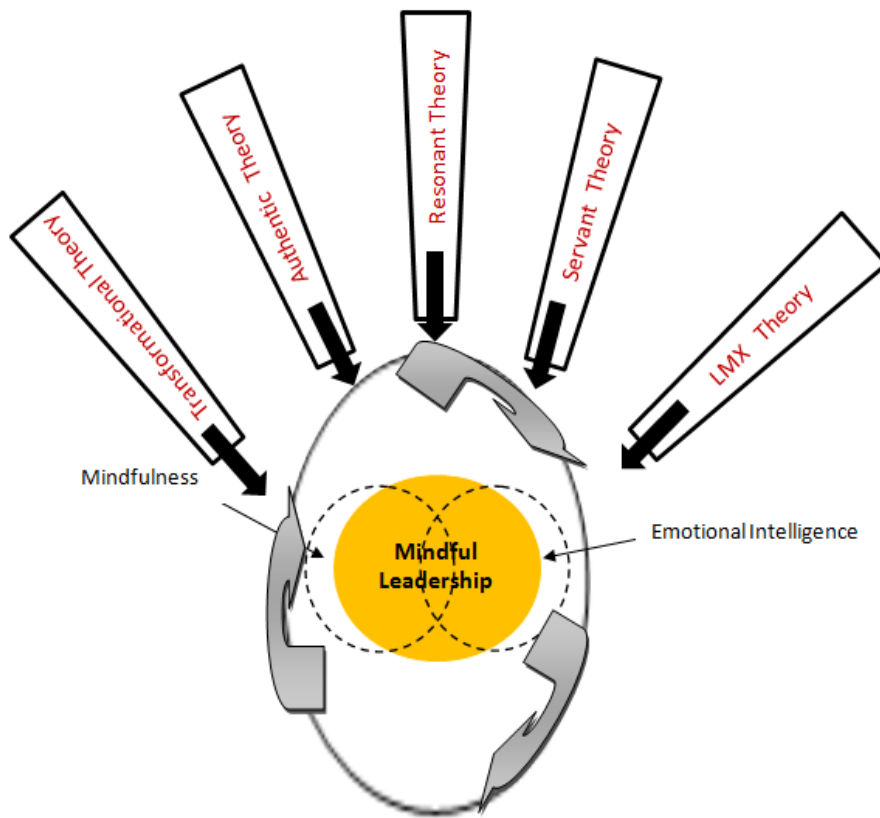 Transformational Theory
Authentic Theory
Resonant Theory
Servant Theory
LMX Theory
Mindfulness
Emotional Intelligence
Mindful
Leadership